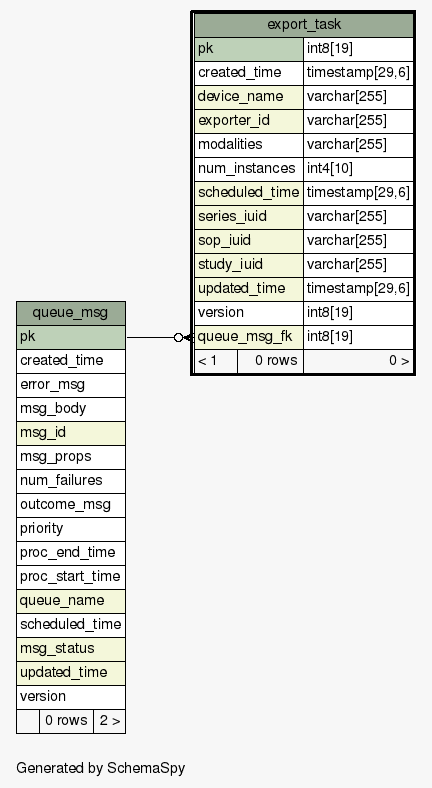 export_task
pk int8[19]
created_time timestamp[29,6]
device_name varchar[255]
exporter_id varchar[255]
modalities varchar[255]
num_instances int4[10]
scheduled_time timestamp[29,6]
series_iuid varchar[255]
sop_iuid varchar[255]
study_iuid varchar[255]
updated_time timestamp[29,6]
version int8[19]
queue_msg_fk int8[19]
< 1 0 rows 0 >
queue_msg
pk
created_time
error_msg
msg_body
msg_id
msg_props
num_failures
outcome_msg
priority
proc_end_time
proc_start_time
queue_name
scheduled_time
msg_status
updated_time
version
0 rows 2 >
Generated by SchemaSpy